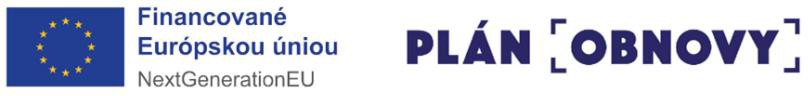 Financované
Európskou úniou
NextGenerationEU
PLÁN [OBNOVY]